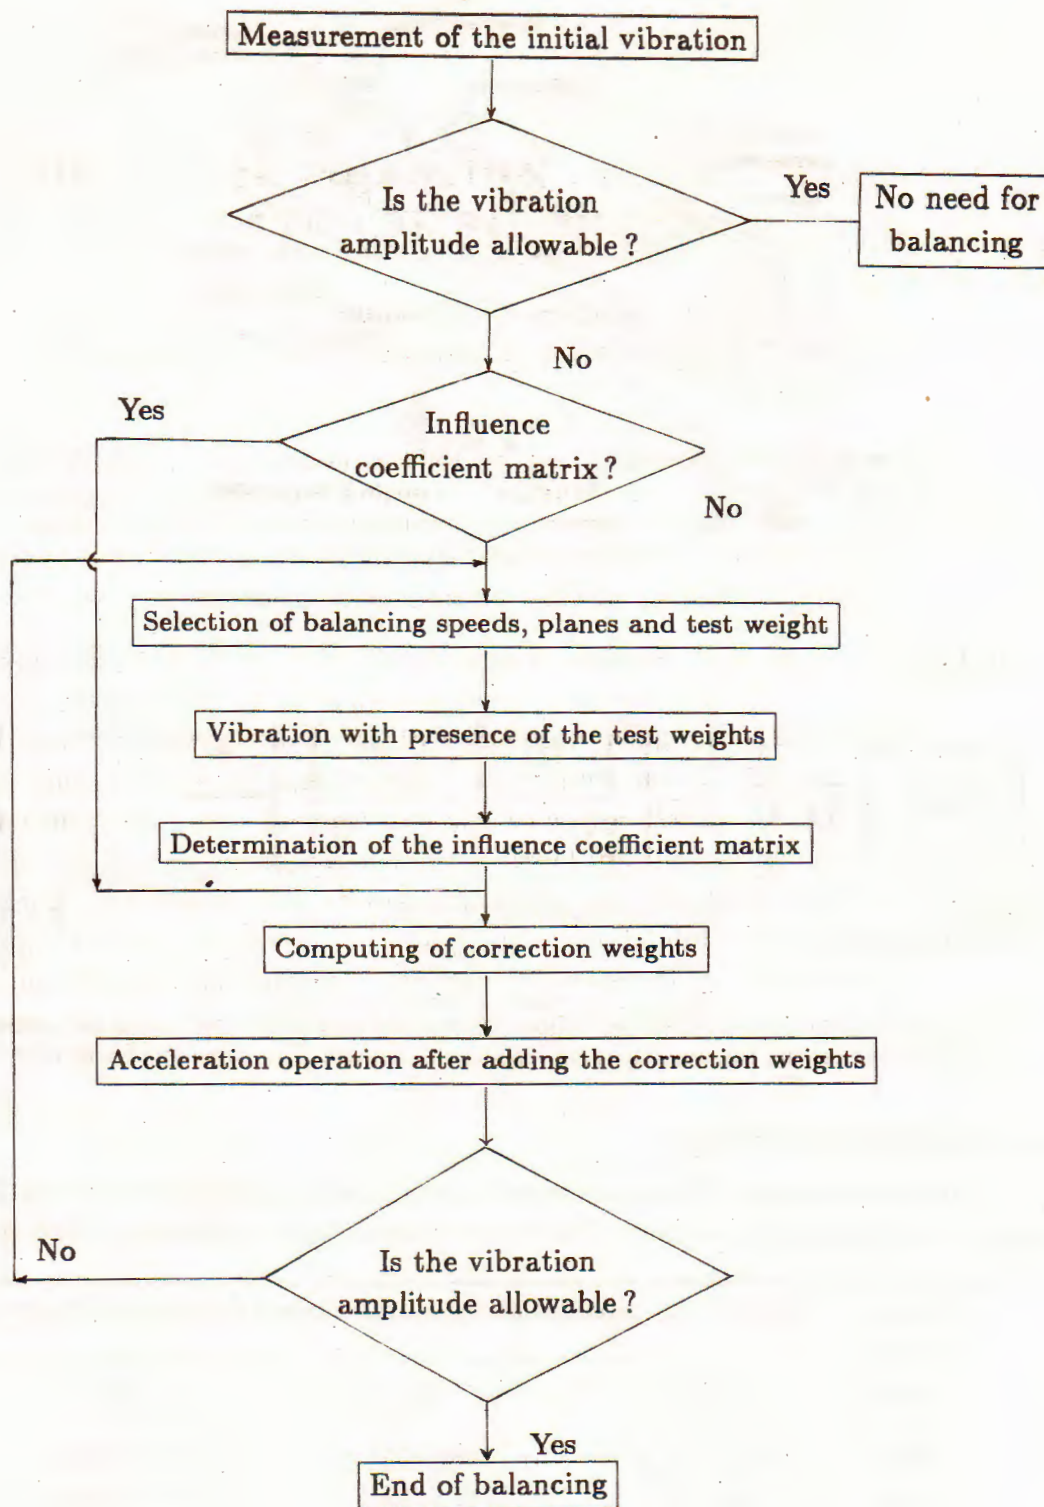 Measurement of the initial vibration
Is the vibration
amplitude allowable?
Yes
No need for
balancing
No
Yes
Influence
coefficient matrix?
No
Selection of balancing speeds, planes and test weight
Vibration with presence of the test weights
Determination of the influence coefficient matrix
Computing of correction weights
Acceleration operation after adding the correction weights
No
Is the vibration
amplitude allowable?
Yes
End of balancing